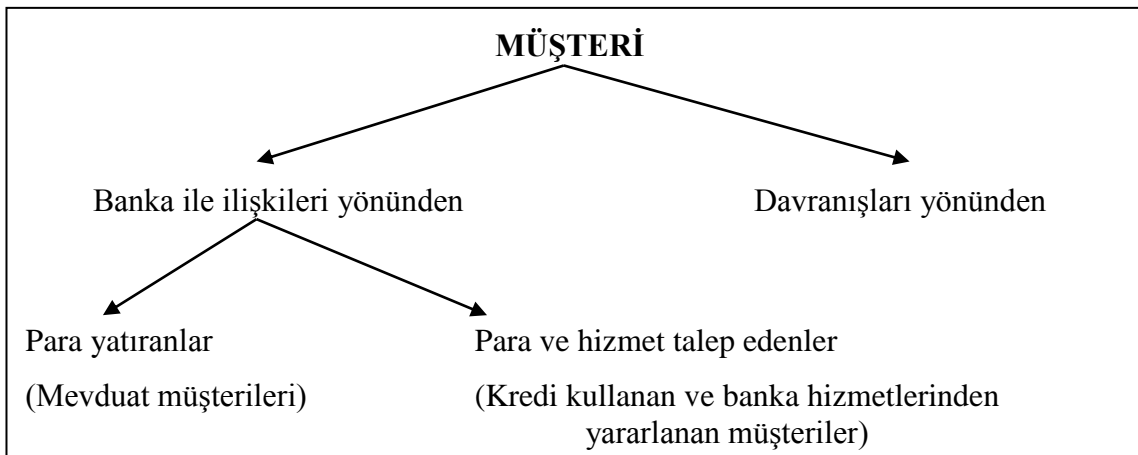 MÜŞTERİ
Banka ile ilişkileri yönünden
Davranışları yönünden
Para yatıranlar
(Mevduat müşterileri)
Para ve hizmet talep edenler
(Kredi kullanan ve banka hizmetlerinden
yararlanan müşteriler)